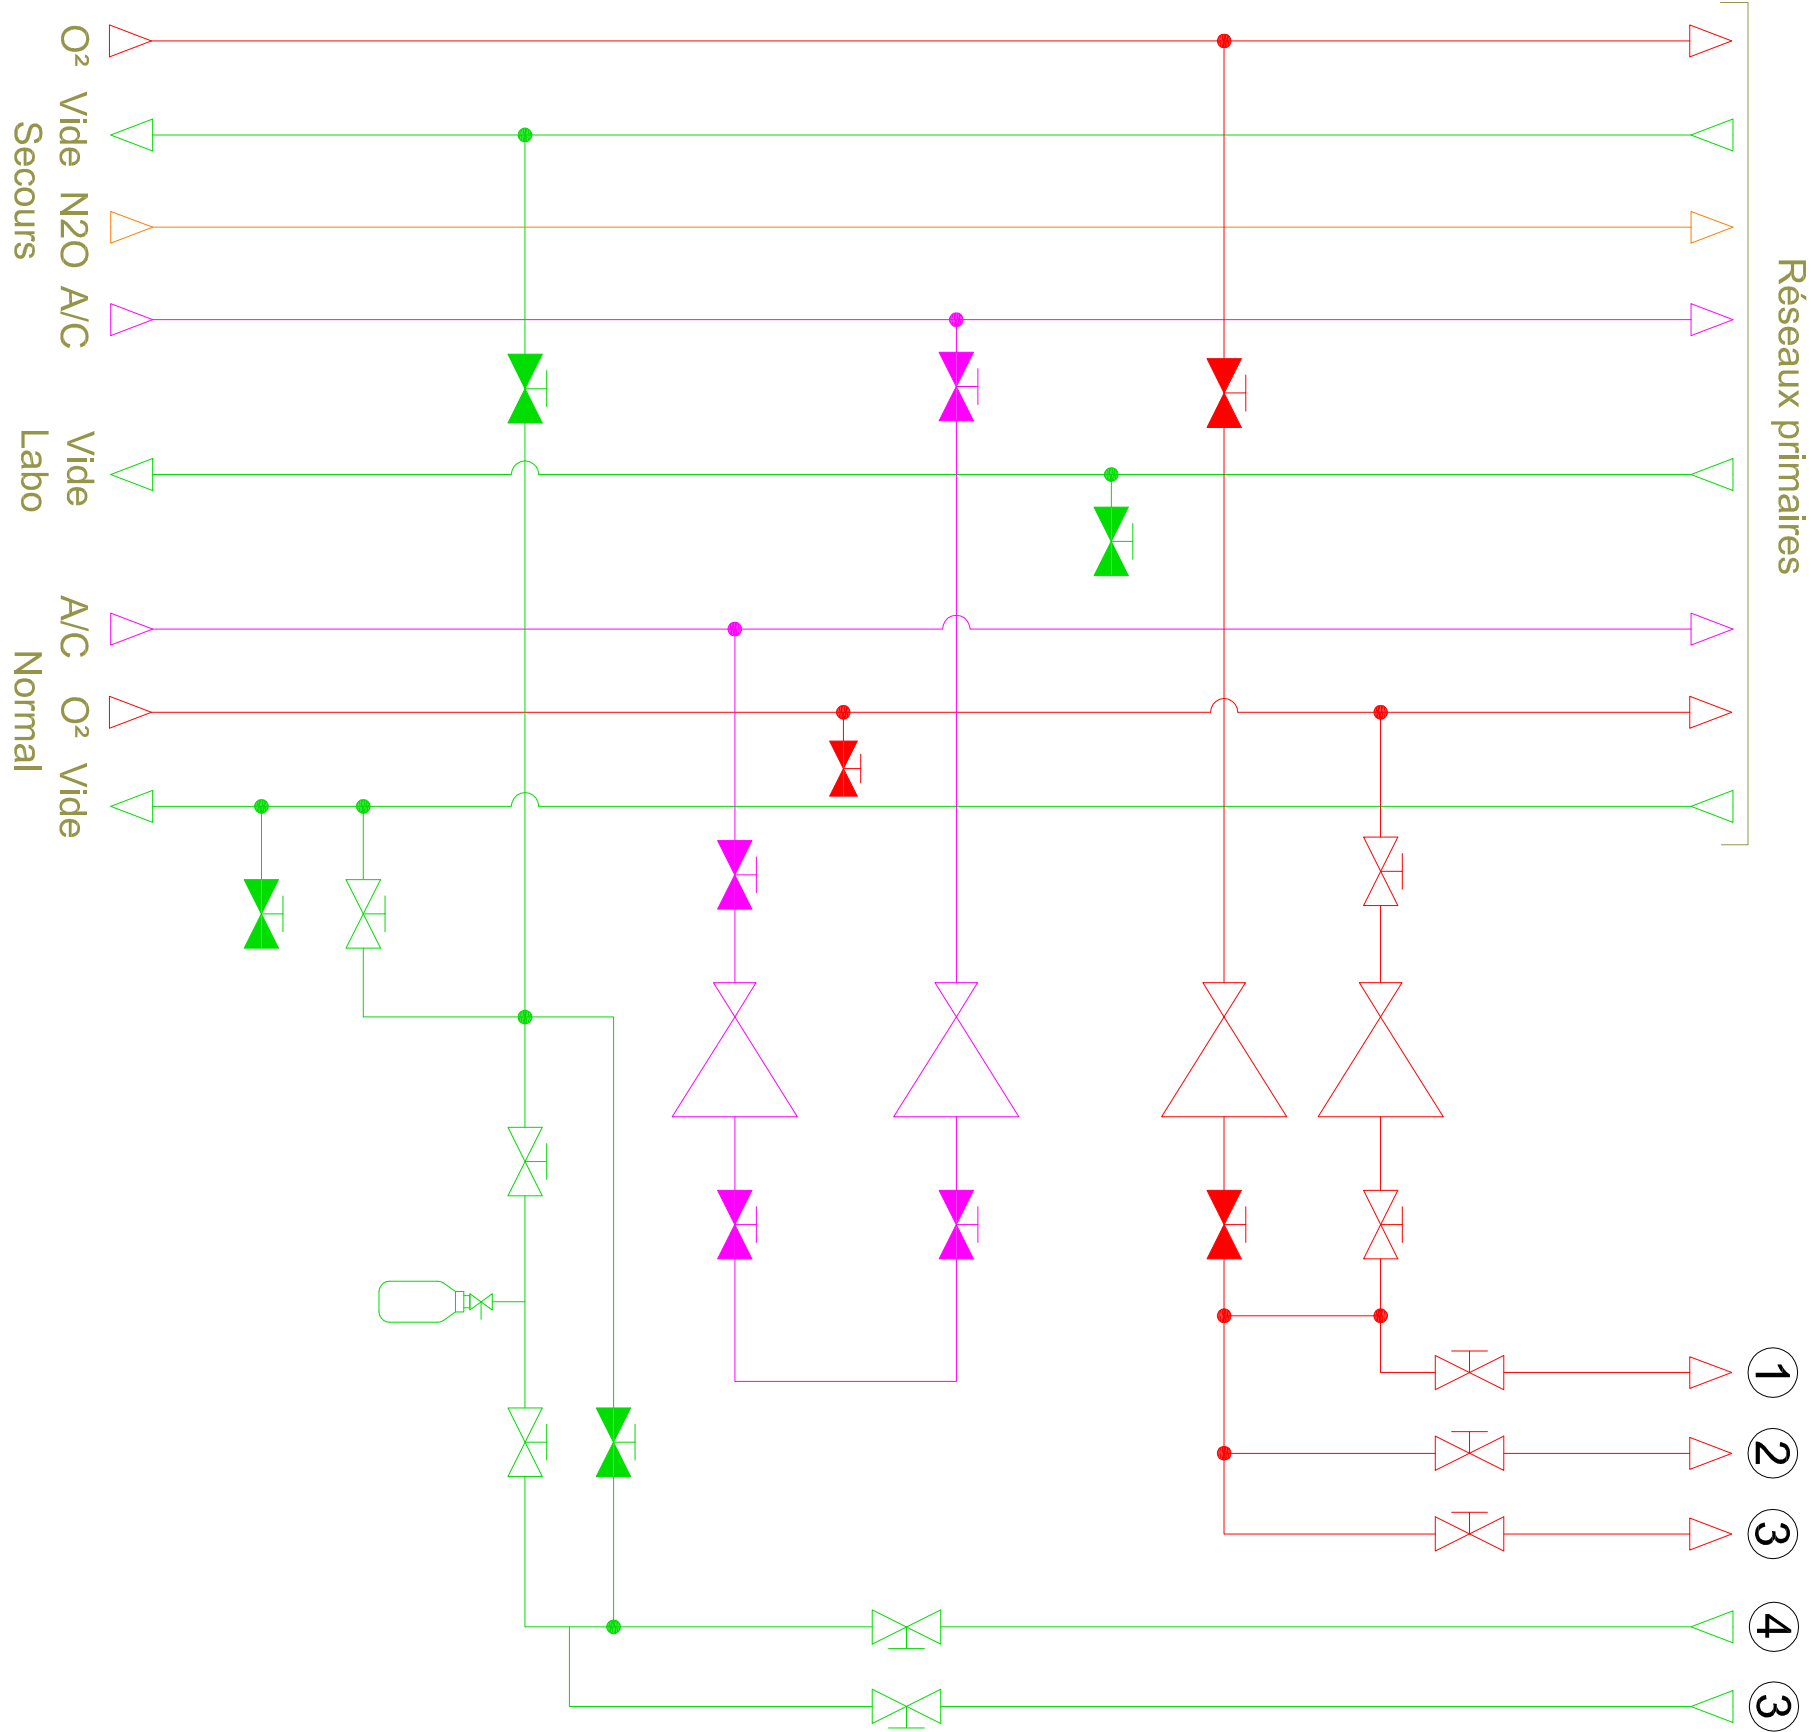 Réseaux primaires
O²
Vide
N2O
A/C
Secours
Vide
Labo
A/C
O²
Vide
Normal
1
2
3
4
3